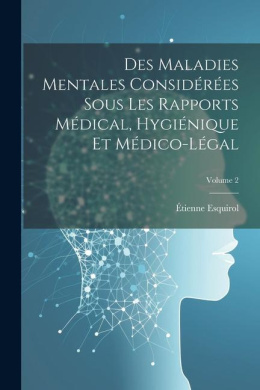 Des Maladies
Mentales Considérées
Sous Les Rapports
Médical, Hygiénique
Et Médico-Légal
Volume 2
Étienne Esquirol